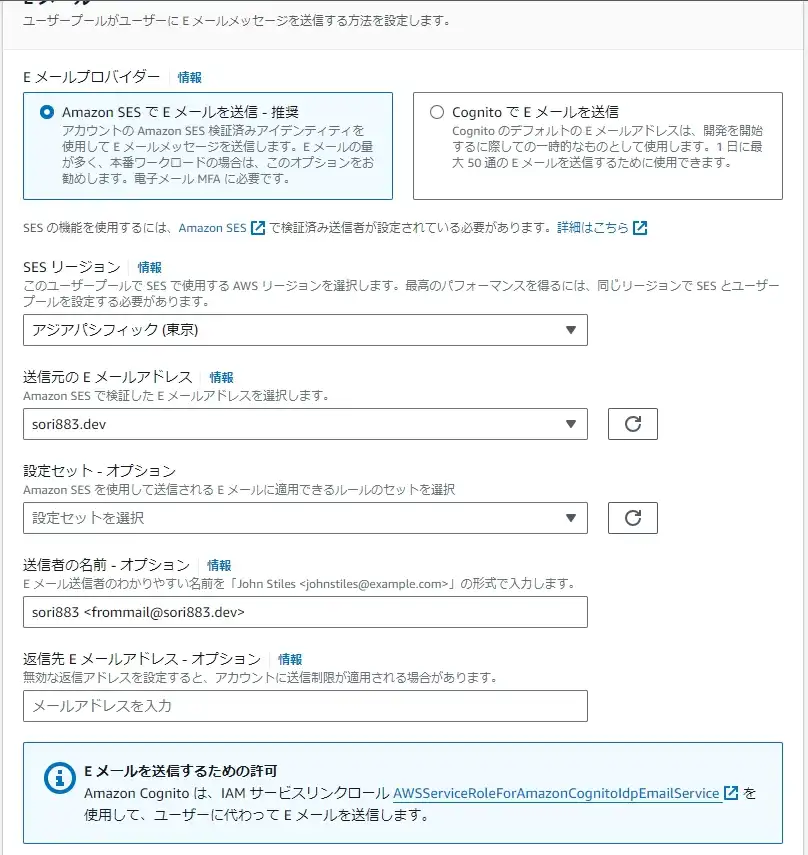 Eメール
ユーザープールがユーザーに E メールメッセージを送信する方法を設定します。
E メールプロバイダー 情報
Amazon SES で E メールを送信 - 推奨
アカウントの Amazon SES 検証済みアイデンティティを
使用して E メールメッセージを送信します。E メールの量
が多く、本番ワークロードの場合は、このオプションをお
勧めします。電子メール MFA に必要です。
Cognito で E メールを送信
Cognito のデフォルトの E メールアドレスは、開発を開始
するに際しての一時的なものとして使用します。1 日に最
大 50 通の E メールを送信するために使用できます。
SES の機能を使用するには、Amazon SES で検証済み送信者が設定されている必要があります。詳細はこちら
SES リージョン 情報
このユーザープールで SES で使用する AWS リージョンを選択します。最高のパフォーマンスを得るには、同じリージョンで SES とユーザー
プールを設定する必要があります。
アジアパシフィック (東京)
送信元の E メールアドレス 情報
Amazon SES で検証した E メールアドレスを選択します。
sori883.dev
設定セット - オプション
Amazon SES を使用して送信される E メールに適用できるルールのセットを選択
設定セットを選択
送信者の名前 - オプション 情報
E メール送信者のわかりやすい名前を「John Stiles <johnstiles@example.com>」の形式で入力します。
sori883 <frommail@sori883.dev>
返信先 E メールアドレス - オプション 情報
無効な返信アドレスを設定すると、アカウントに送信制限が適用される場合があります。
メールアドレスを入力
E メールを送信するための許可
Amazon Cognito は、IAM サービスリンクロール AWSServiceRoleForAmazonCognitoIdpEmailService を
使用して、ユーザーに代わって E メールを送信します。